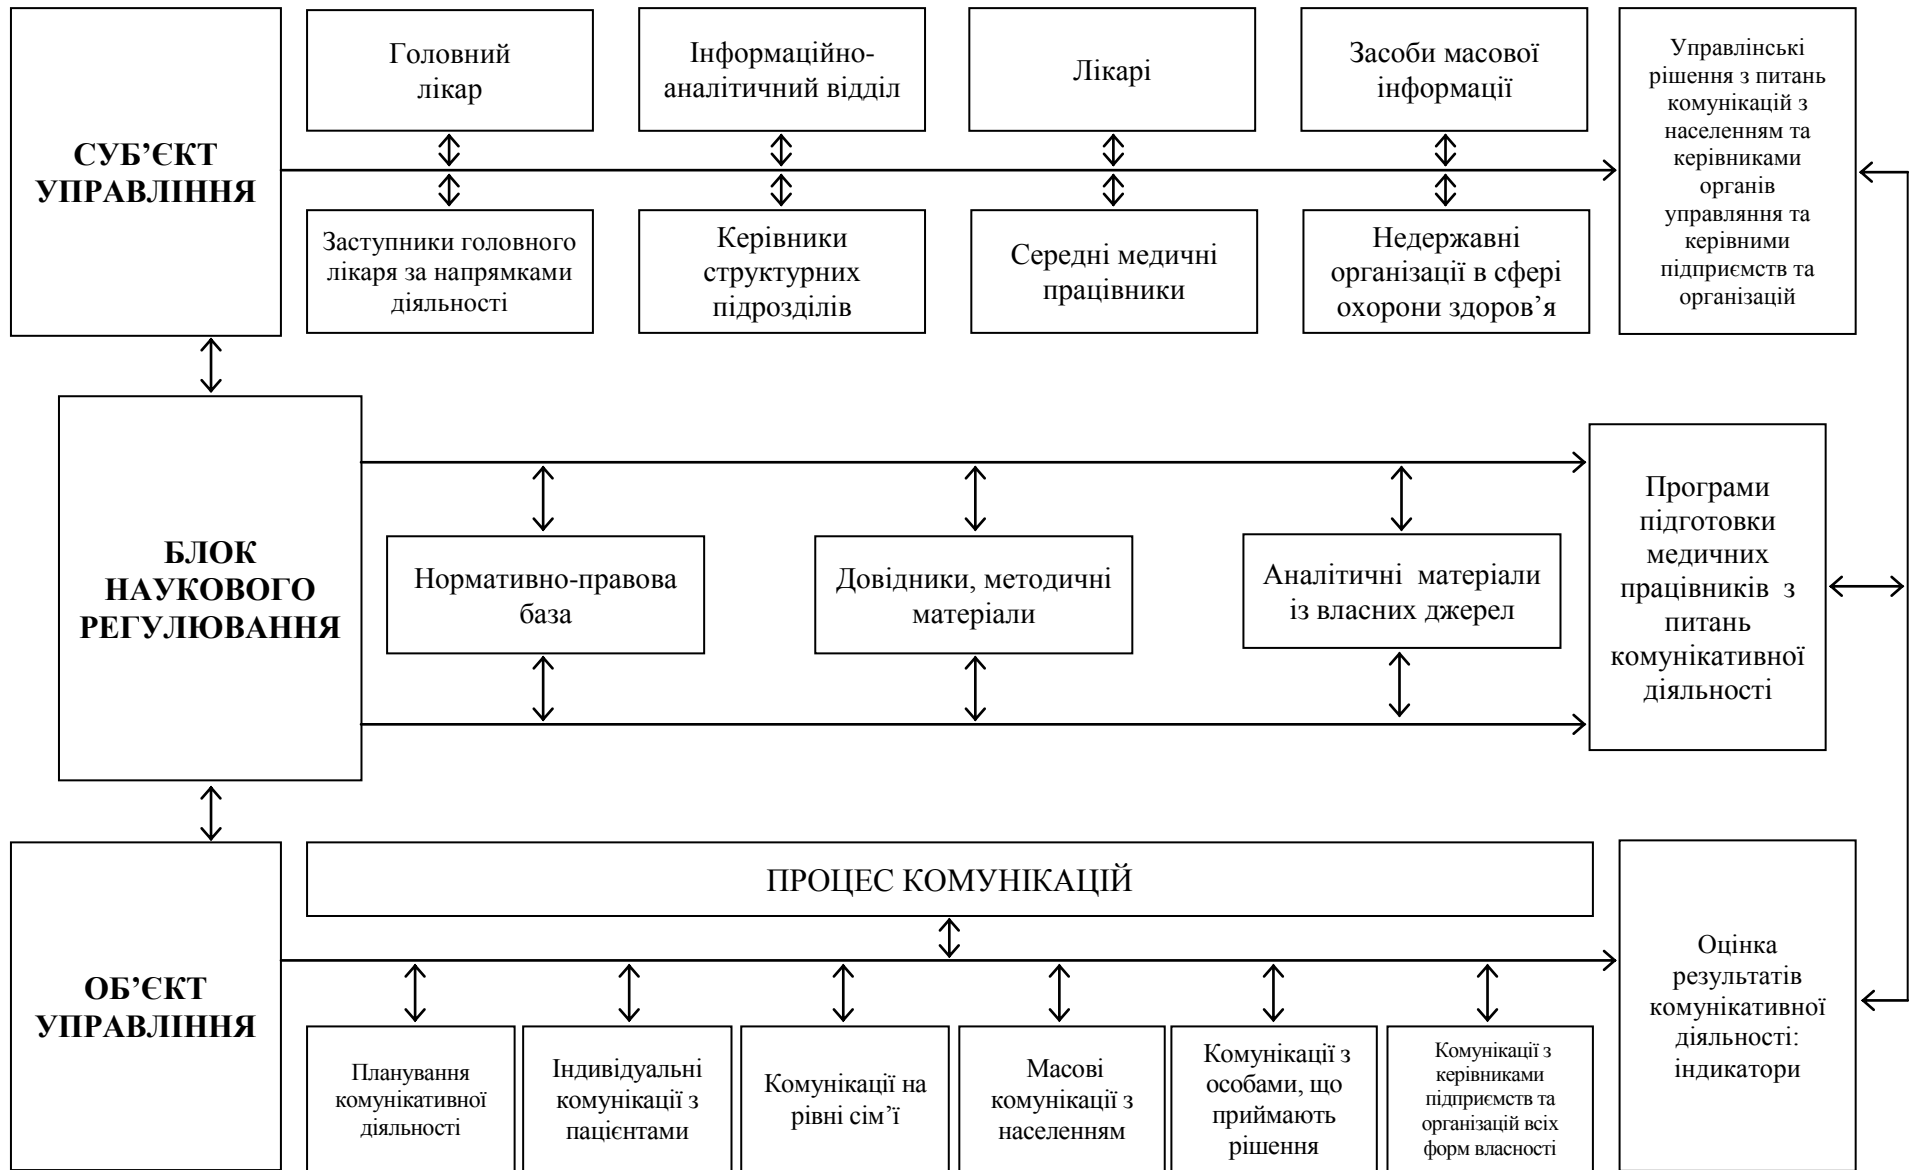 СУБ’ЄКТ
УПРАВЛІННЯ
Головний
лікар
Інформаційно-
аналітичний відділ
Лікарі
Засоби масової
інформації
Заступники головного
лікаря за напрямками
діяльності
Керівники
структурних
підрозділів
Середні медичні
працівники
Недержавні
організації в сфері
охорони здоров’я
Управлінські
рішення з питань
комунікацій з
населенням та
керівниками
органів
управляння та
керівними
підприємств та
організацій
БЛОК
НАУКОВОГО
РЕГУЛЮВАННЯ
Нормативно-правова
база
Довідники, методичні
матеріали
Аналітичні матеріали
із власних джерел
Програми
підготовки
медичних
працівників з
питань
комунікативної
діяльності
ОБ’ЄКТ
УПРАВЛІННЯ
ПРОЦЕС КОМУНІКАЦІЙ
Планування
комунікативної
діяльності
Індивідуальні
комунікації з
пацієнтами
Комунікації на
рівні сім’ї
Масові
комунікації з
населенням
Комунікації з
особами, що
приймають
рішення
Комунікації з
керівниками
підприємств та
організацій всіх
форм власності
Оцінка
результатів
комунікативної
діяльності:
індикатори